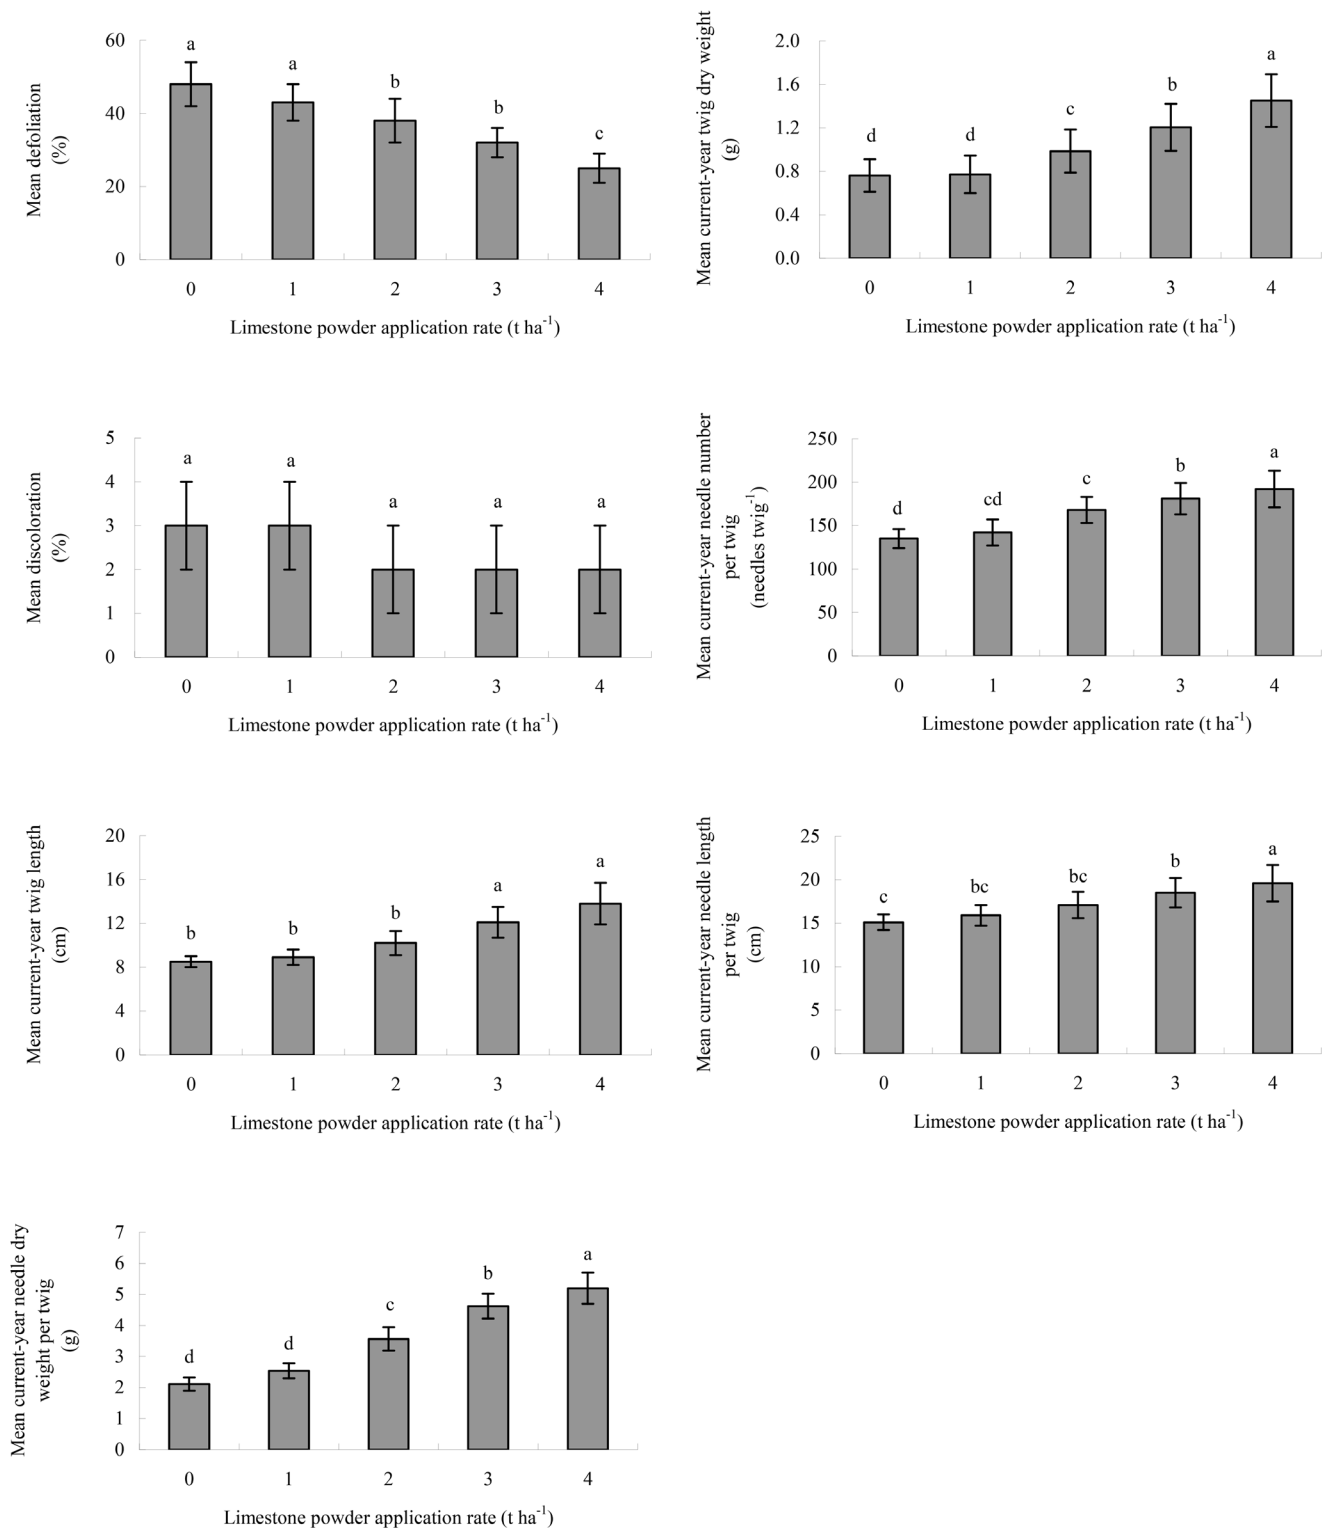 Mean defoliation
(%)
60
40
20
0
a
a
b
b
c
0 1 2 3 4
Limestone powder application rate (t ha⁻¹)
Mean current-year twig dry weight
(g)
2.0
1.6
1.2
0.8
0.4
0.0
d
d
c
b
a
0 1 2 3 4
Limestone powder application rate (t ha⁻¹)
Mean discoloration
(%)
5
4
3
2
1
0
a
a
a
a
a
0 1 2 3 4
Limestone powder application rate (t ha⁻¹)
Mean current-year needle number
per twig
(needles twig⁻¹)
250
200
150
100
50
0
d
cd
c
b
a
0 1 2 3 4
Limestone powder application rate (t ha⁻¹)
Mean current-year twig length
(cm)
20
16
12
8
4
0
b
b
b
a
a
0 1 2 3 4
Limestone powder application rate (t ha⁻¹)
Mean current-year needle length
per twig
(cm)
25
20
15
10
5
0
c
bc
bc
b
a
0 1 2 3 4
Limestone powder application rate (t ha⁻¹)
Mean current-year needle dry
weight per twig
(g)
7
6
5
4
3
2
1
0
d
d
c
b
a
0 1 2 3 4
Limestone powder application rate (t ha⁻¹)